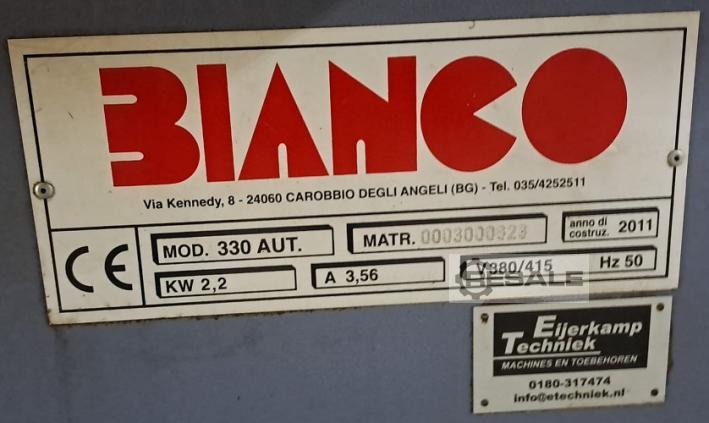 BIANCO
Via Kennedy, 8 - 24060 CAROBBIO DEGLI ANGELI (BG) - Tel. 035/4252511
CE
MOD. 330 AUT.
MATR. 0003000328
anno di costruz. 2011
KW 2,2
A 3,56
V380/415 Hz 50
RESALE
Eijerkamp
Techniek
MACHINES EN TOEBEHOREN
0180-317474
info@etechniek.nl